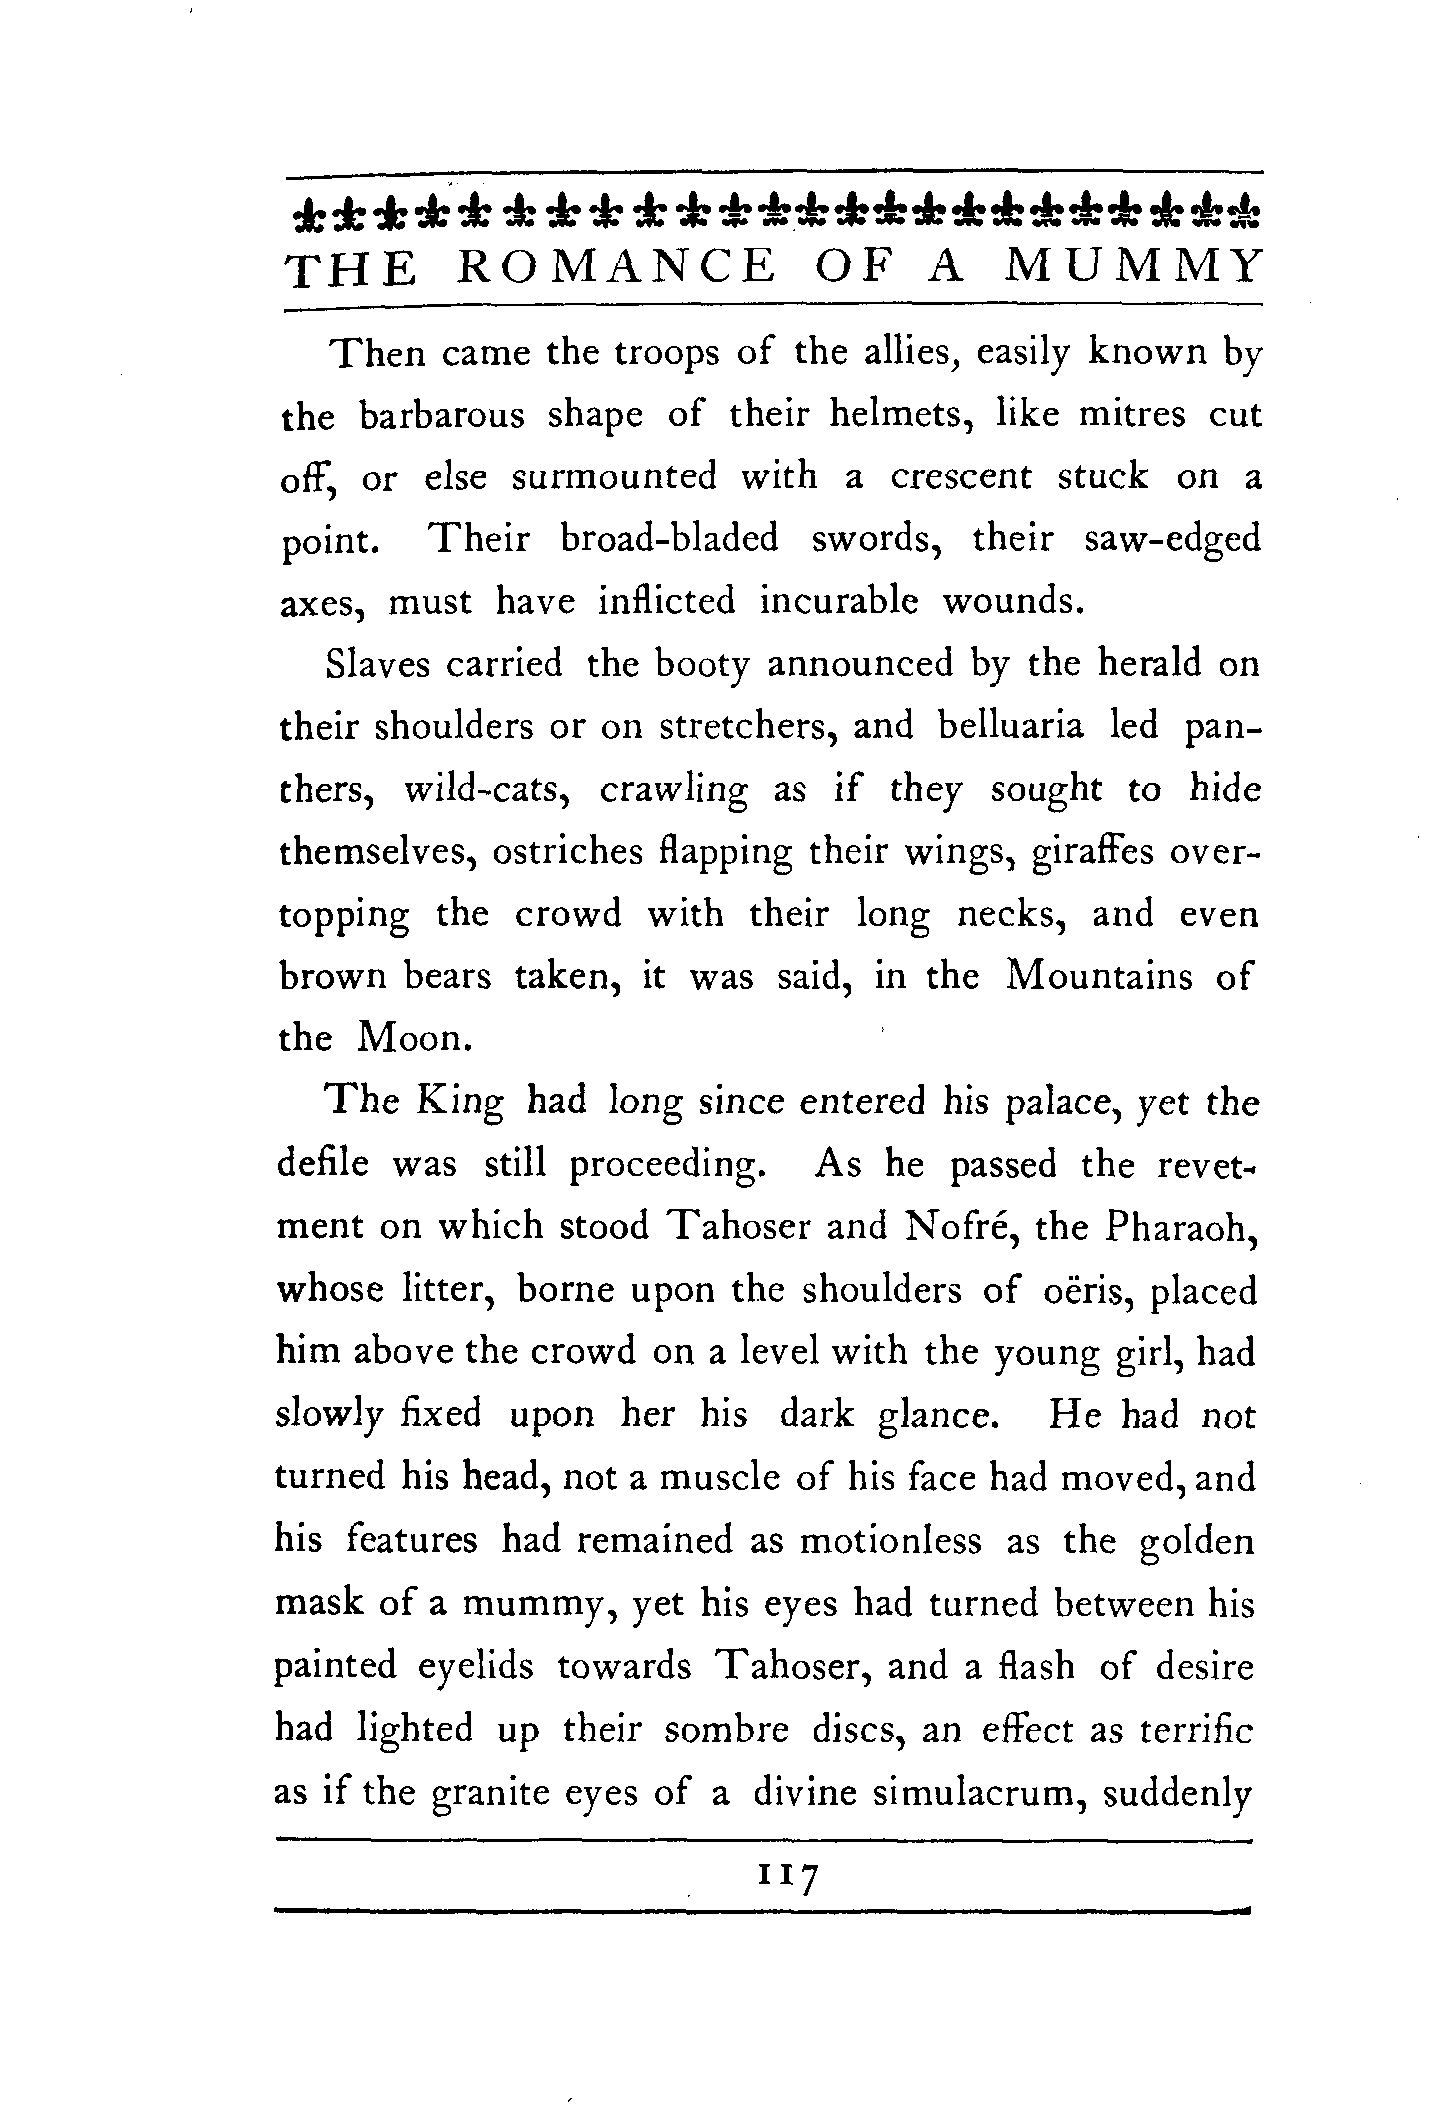 THE ROMANCE OF A MUMMY
Then came the troops of the allies, easily known by
the barbarous shape of their helmets, like mitres cut
off, or else surmounted with a crescent stuck on a
point. Their broad-bladed swords, their saw-edged
axes, must have inflicted incurable wounds.
Slaves carried the booty announced by the herald on
their shoulders or on stretchers, and belluaria led pan-
thers, wild-cats, crawling as if they sought to hide
themselves, ostriches flapping their wings, giraffes over-
topping the crowd with their long necks, and even
brown bears taken, it was said, in the Mountains of
the Moon.
The King had long since entered his palace, yet the
defile was still proceeding. As he passed the revet-
ment on which stood Tahoser and Nofré, the Pharaoh,
whose litter, borne upon the shoulders of oëris, placed
him above the crowd on a level with the young girl, had
slowly fixed upon her his dark glance. He had not
turned his head, not a muscle of his face had moved, and
his features had remained as motionless as the golden
mask of a mummy, yet his eyes had turned between his
painted eyelids towards Tahoser, and a flash of desire
had lighted up their sombre discs, an effect as terrific
as if the granite eyes of a divine simulacrum, suddenly
117